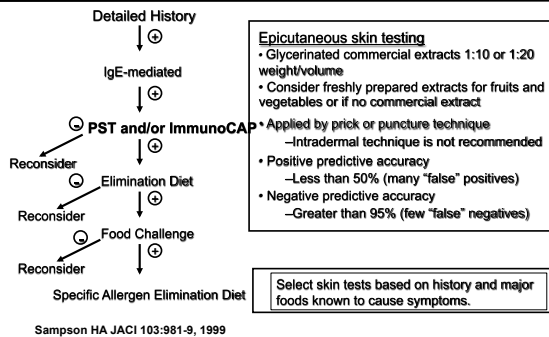 Detailed History
+
IgE-mediated
+
- PST and/or ImmunoCAP
Reconsider +
- Elimination Diet
Reconsider +
- Food Challenge
Reconsider +
Specific Allergen Elimination Diet
Epicutaneous skin testing
• Glycerinated commercial extracts 1:10 or 1:20
weight/volume
• Consider freshly prepared extracts for fruits and
vegetables or if no commercial extract
• Applied by prick or puncture technique
–Intradermal technique is not recommended
• Positive predictive accuracy
–Less than 50% (many “false” positives)
• Negative predictive accuracy
–Greater than 95% (few “false” negatives)
Select skin tests based on history and major
foods known to cause symptoms.
Sampson HA JACI 103:981-9, 1999